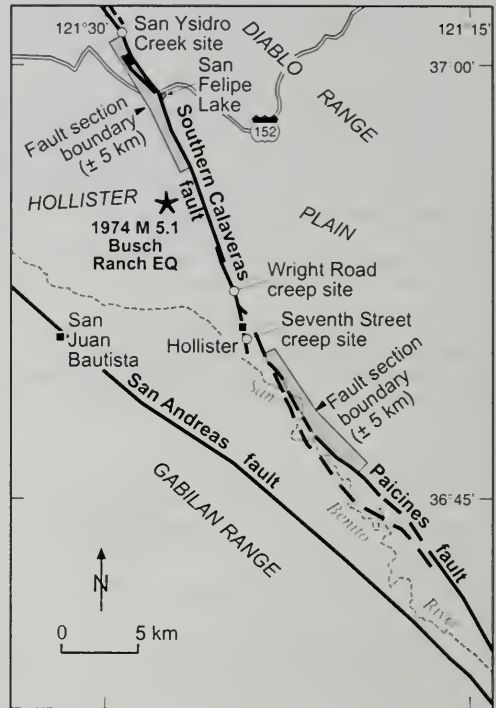 121°30'
San Ysidro
Creek site
121°15'
37°00'
DIABLO
RANGE
San
Felipe
Lake
152
Fault section
boundary
(± 5 km)
Southern Calaveras
fault
HOLLISTER
PLAIN
1974 M 5.1
Busch
Ranch EQ
Wright Road
creep site
San
Juan
Bautista
Hollister
Seventh Street
creep site
Fault section
boundary
(± 5 km)
San
Benito
River
San Andreas
fault
Paicines
fault
GABILAN RANGE
36°45'
N
0
5 km